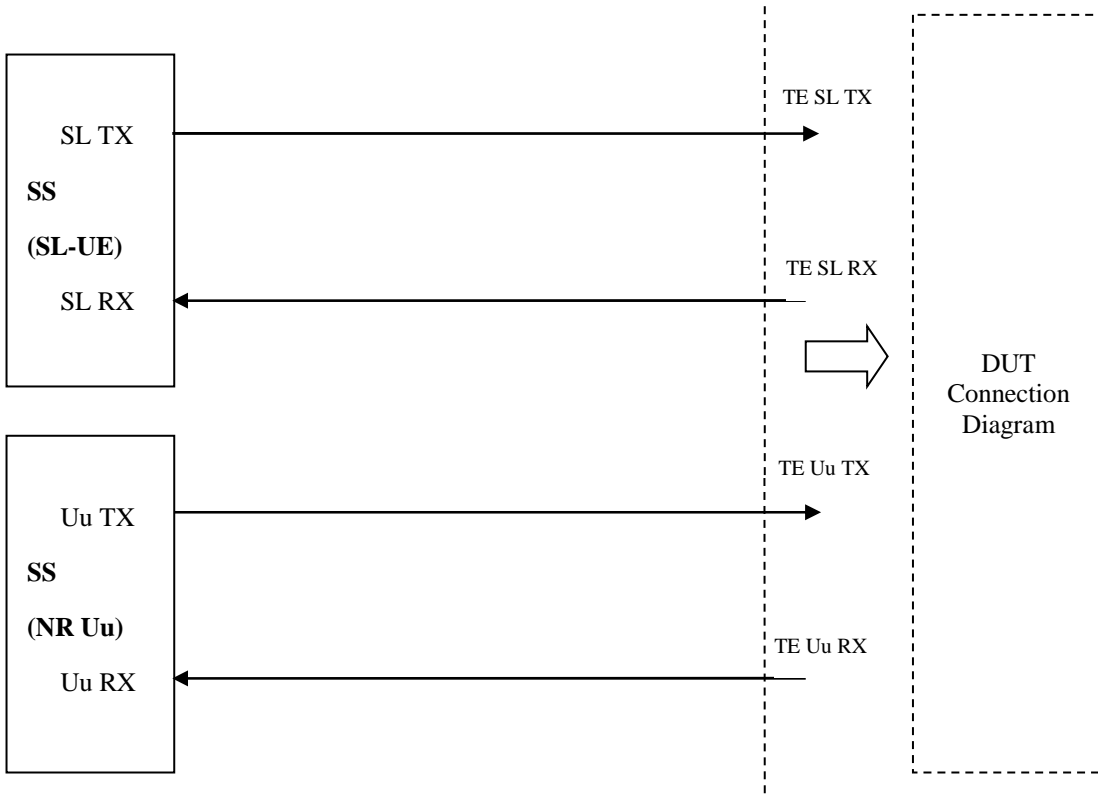 SL TX
SS
(SL-UE)
SL RX
TE SL TX
TE SL RX
Uu TX
SS
(NR Uu)
Uu RX
TE Uu TX
TE Uu RX
DUT
Connection
Diagram